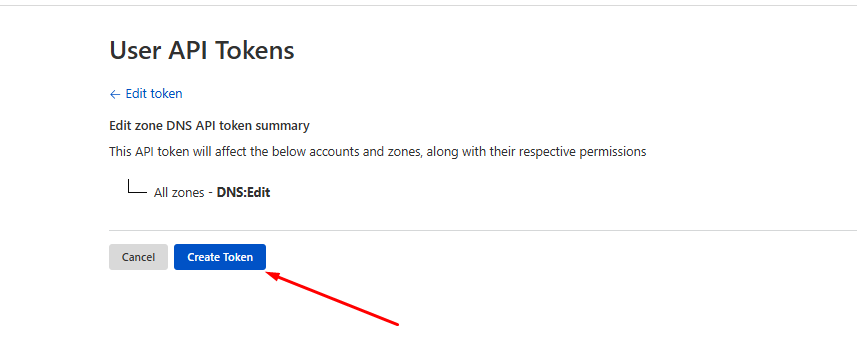 User API Tokens
← Edit token
Edit zone DNS API token summary
This API token will affect the below accounts and zones, along with their respective permissions
All zones - DNS:Edit
Cancel
Create Token